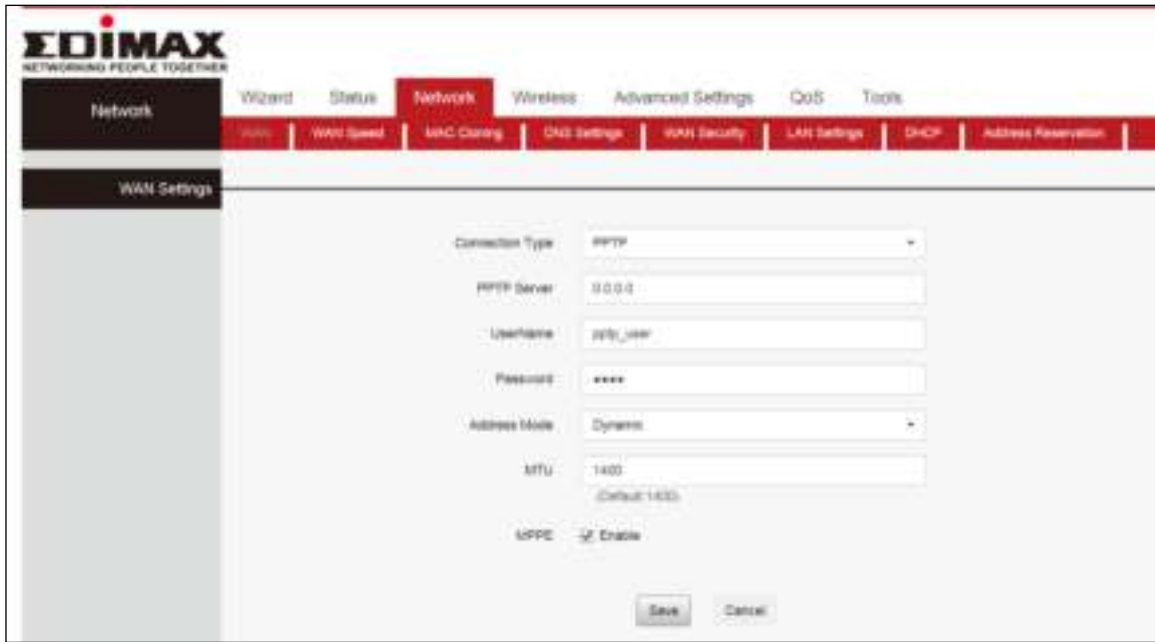 EDIMAX
NETWORKING PEOPLE TOGETHER
Network
Wizard Status Network Wireless Advanced Settings QoS Tools
WAN WAN Speed MAC Cloning DNS Settings WAN Security LAN Settings DHCP Address Reservation
WAN Settings
Connection Type PPTP
PPTP Server 0.0.0.0
UserName pptp_user
Password ••••
Address Mode Dynamic
MTU 1400
(Default:1400)
MPPE Enable
Save Cancel